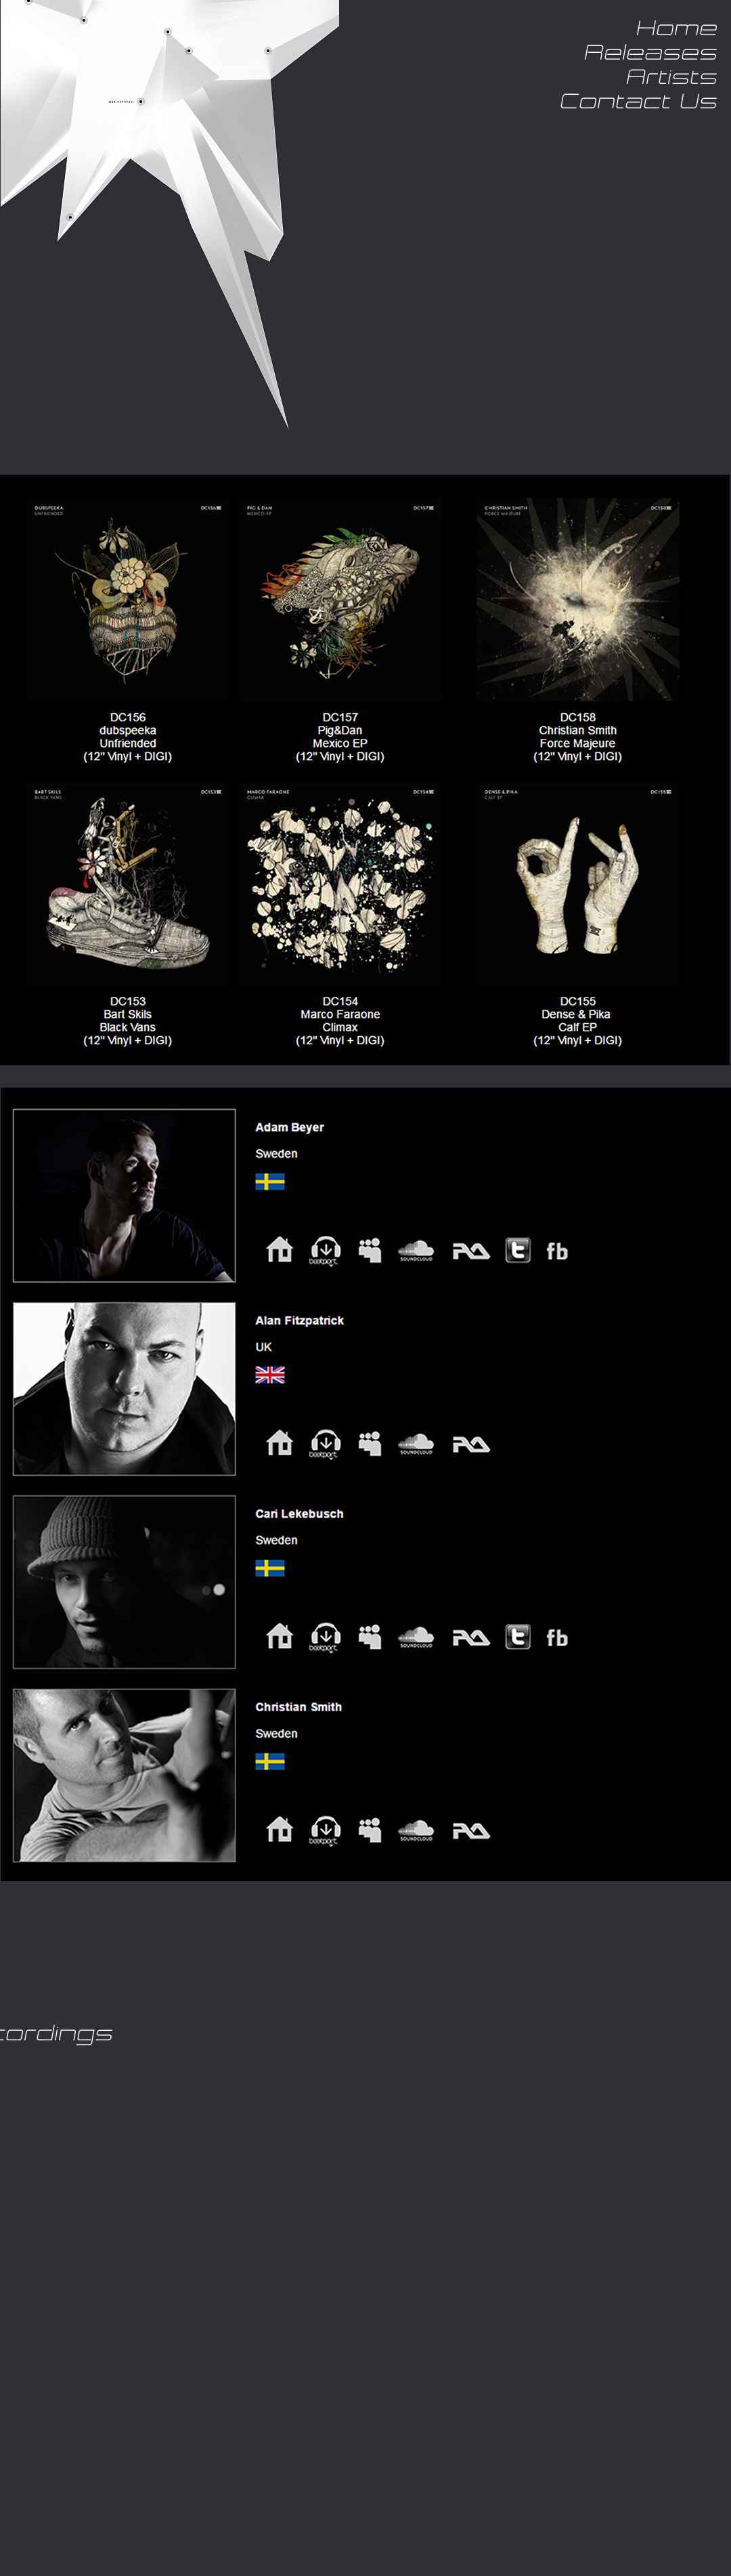 Home
Releases
Artists
Contact Us
DUBSPEEKA
UNFRIENDED
DC156
PIG & DAN
MEXICO EP
DC157
CHRISTIAN SMITH
FORCE MAJEURE
DC158
DC156
dubspeeka
Unfriended
(12" Vinyl + DIGI)
DC157
Pig&Dan
Mexico EP
(12" Vinyl + DIGI)
DC158
Christian Smith
Force Majeure
(12" Vinyl + DIGI)
BART SKILS
BLACK VANS
DC153
MARCO FARAONE
CLIMAX
DC154
DENSE & PIKA
CALF EP
DC155
DC153
Bart Skils
Black Vans
(12" Vinyl + DIGI)
DC154
Marco Faraone
Climax
(12" Vinyl + DIGI)
DC155
Dense & Pika
Calf EP
(12" Vinyl + DIGI)
Adam Beyer
Sweden
beatport SOUNDCLOUD t fb
Alan Fitzpatrick
UK
beatport SOUNDCLOUD
Cari Lekebusch
Sweden
beatport SOUNDCLOUD t fb
Christian Smith
Sweden
beatport SOUNDCLOUD
cordings